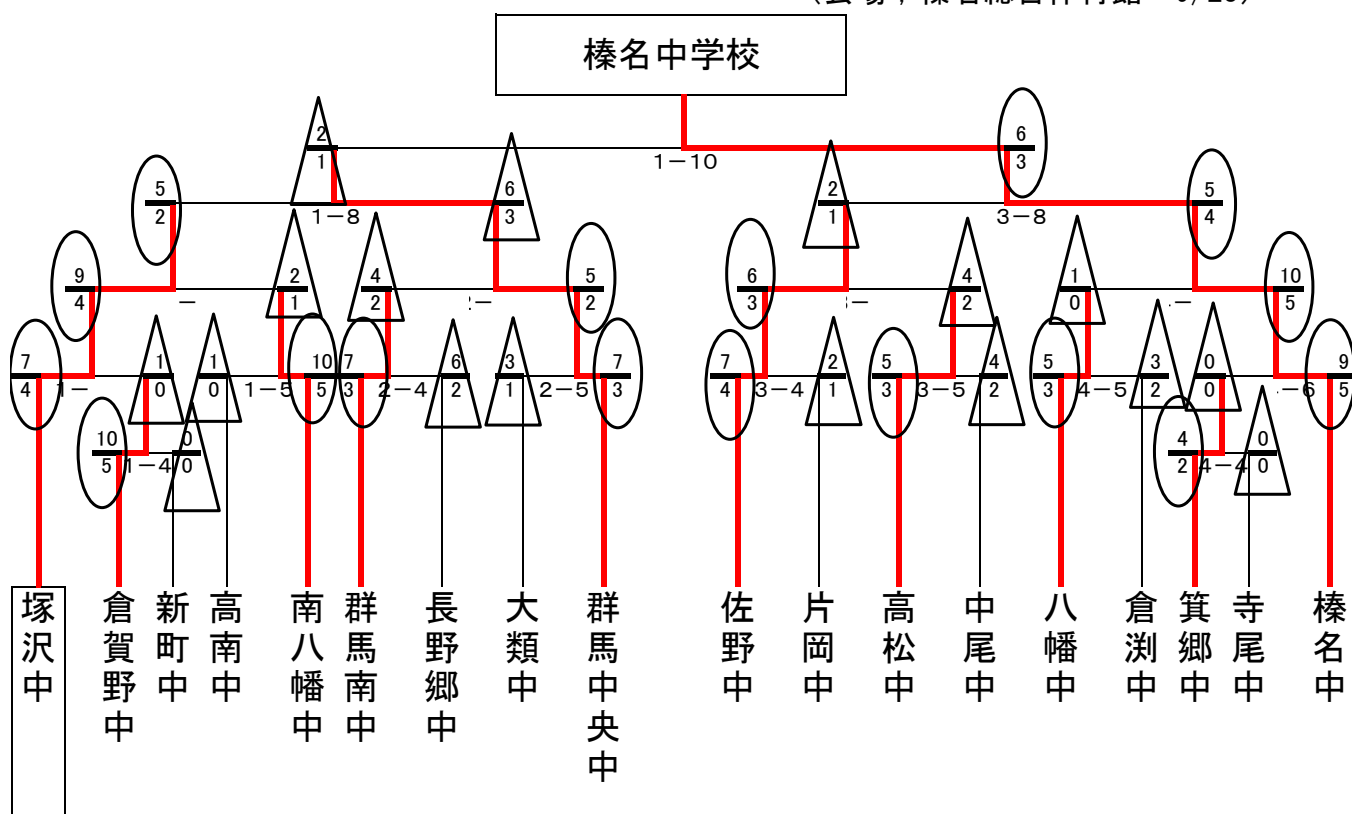 榛名中学校
2 6
1 1－10 3
5 6 2 5
2 1－8 3 1 3－8 4
9 2 4 5 6 4 1 10
4 － 1 2 － 2 3 － 2 0 － 5
7 1 1 10 7 6 3 7 7 2 5 4 5 3 0 9
4 1－ 0 0 1－5 5 3 2－4 2 1 2－5 3 4 3－4 1 3 3－5 2 3 4－5 2 0 －6 5
10 0 4 0
5 1－4 0 2 4－4 0
塚沢中
倉賀野中
新町中
高南中
南八幡中
群馬南中
長野郷中
大類中
群馬中央中
佐野中
片岡中
高松中
中尾中
八幡中
倉渕中
箕郷中
寺尾中
榛名中